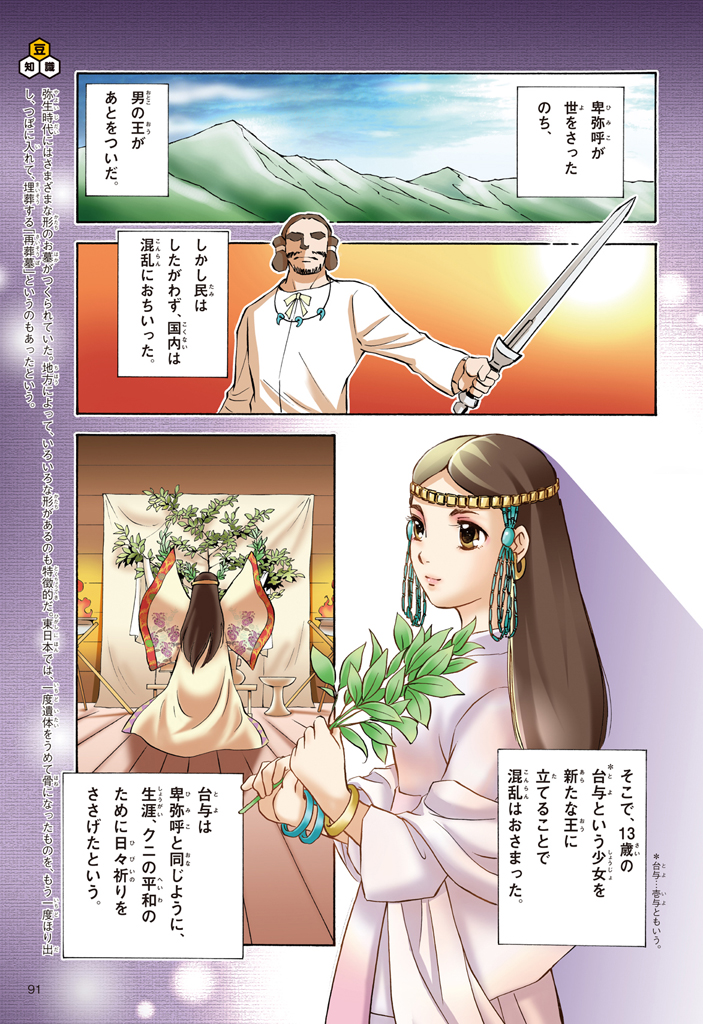 豆知識
卑弥呼が
世をさった
のち、
男の王が
あとをついだ。
しかし民は
したがわず、国内は
混乱におちいった。
そこで、13歳の
台与という少女を
新たな王に
立てることで
混乱はおさまった。
*台与…壱与ともいう。
台与は
卑弥呼と同じように、
生涯、クニの平和の
ために日々祈りを
ささげたという。
弥生時代にはさまざまな形のお墓がつくられていた。地方によって、いろいろな形があるのも特徴的だ。東日本では、一度遺体をうめて骨になったものを、もう一度ほり出
し、つぼに入れて、埋葬する「再葬墓」というのもあったという。
91